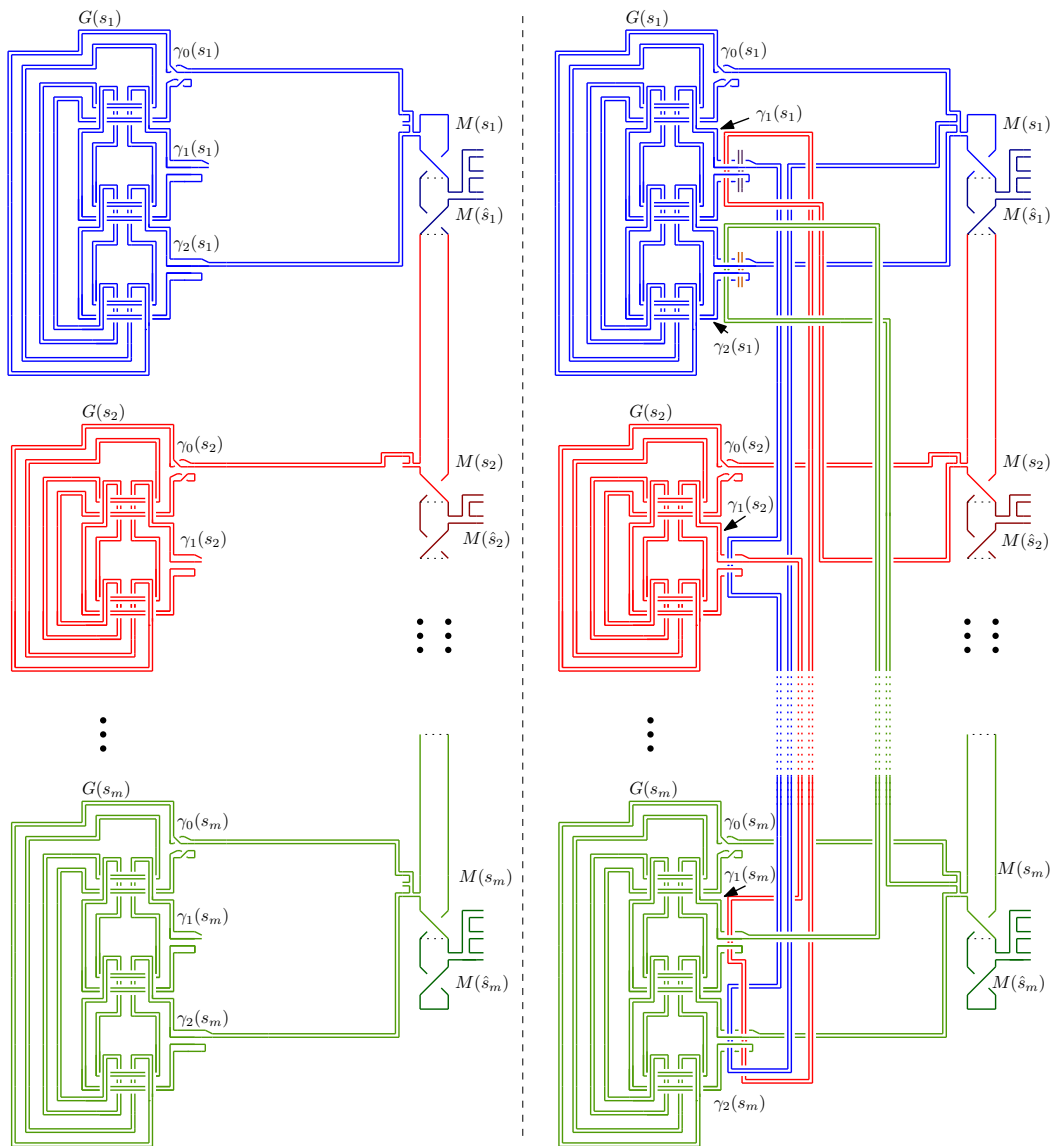 G(s₁)
γ₀(s₁)
M(s₁)
γ₁(s₁)
M(ŝ₁)
γ₂(s₁)
G(s₂)
γ₀(s₂)
M(s₂)
γ₁(s₂)
M(ŝ₂)
G(sₘ)
γ₀(sₘ)
M(sₘ)
γ₁(sₘ)
M(ŝₘ)
γ₂(sₘ)
G(s₁)
γ₀(s₁)
γ₁(s₁)
M(s₁)
M(ŝ₁)
γ₂(s₁)
G(s₂)
γ₀(s₂)
M(s₂)
γ₁(s₂)
M(ŝ₂)
G(sₘ)
γ₀(sₘ)
γ₁(sₘ)
M(sₘ)
M(ŝₘ)
γ₂(sₘ)